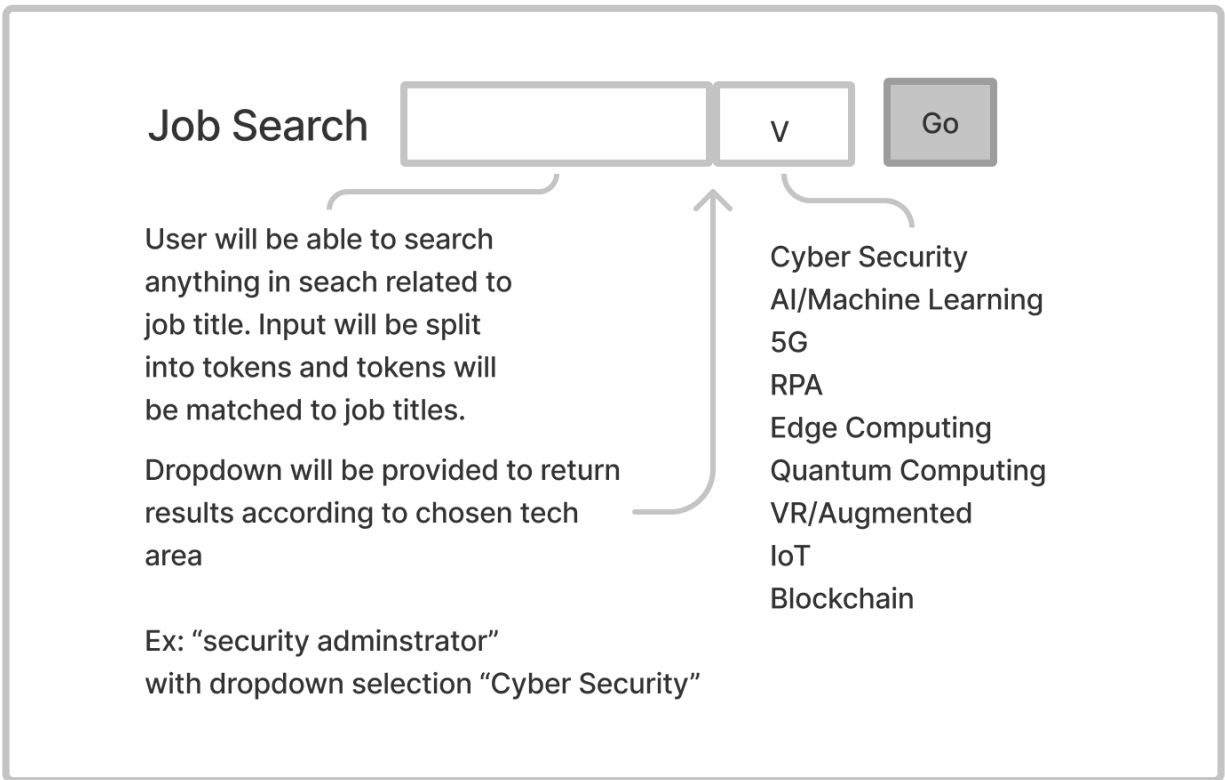 Job Search
V
Go
User will be able to search
anything in seach related to
job title. Input will be split
into tokens and tokens will
be matched to job titles.
Dropdown will be provided to return
results according to chosen tech
area
Ex: “security adminstrator”
with dropdown selection “Cyber Security”
Cyber Security
AI/Machine Learning
5G
RPA
Edge Computing
Quantum Computing
VR/Augmented
IoT
Blockchain